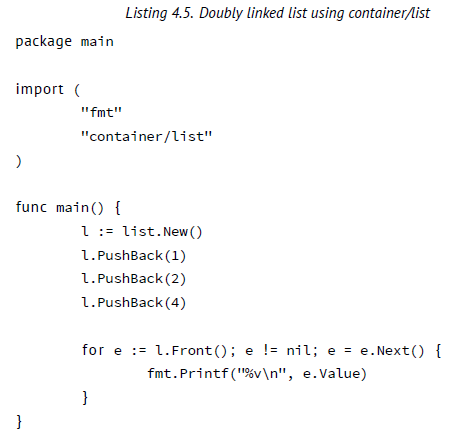 Listing 4.5. Doubly linked list using container/list
package main
import (
"fmt"
"container/list"
)
func main() {
l := list.New()
l.PushBack(1)
l.PushBack(2)
l.PushBack(4)
for e := l.Front(); e != nil; e = e.Next() {
fmt.Printf("%v\n", e.Value)
}
}